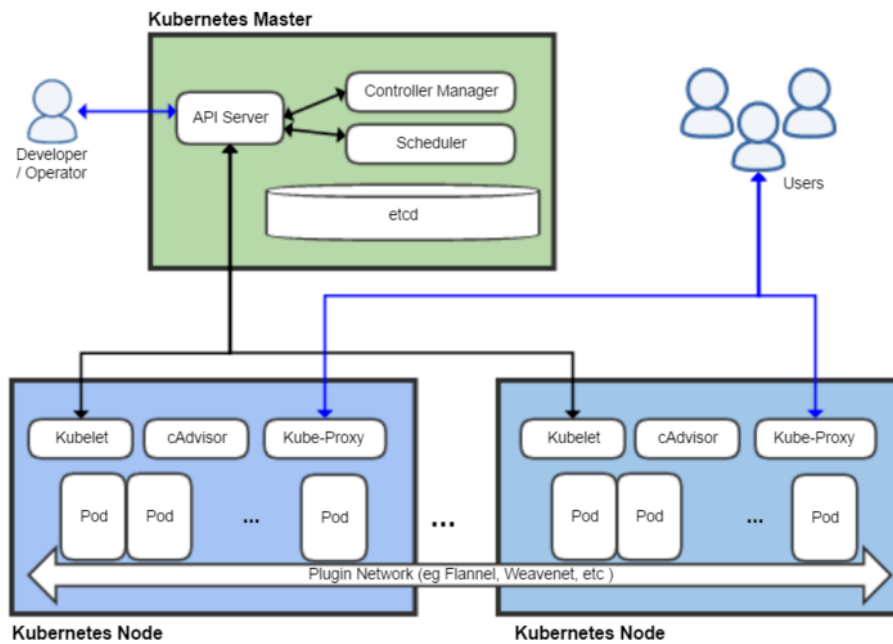 Kubernetes Master
API Server
Controller Manager
Scheduler
etcd
Developer
/ Operator
Users
Kubelet
cAdvisor
Kube-Proxy
Pod
Pod
...
Pod
...
Kubelet
cAdvisor
Kube-Proxy
Pod
Pod
...
Pod
Plugin Network (eg Flannel, Weavenet, etc )
Kubernetes Node
Kubernetes Node